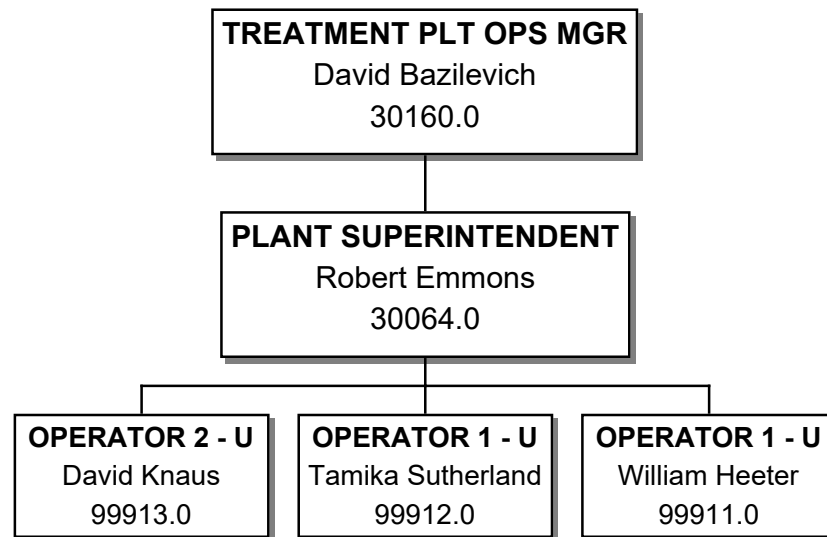 TREATMENT PLT OPS MGR
David Bazilevich
30160.0
PLANT SUPERINTENDENT
Robert Emmons
30064.0
OPERATOR 2 - U
David Knaus
99913.0
OPERATOR 1 - U
Tamika Sutherland
99912.0
OPERATOR 1 - U
William Heeter
99911.0